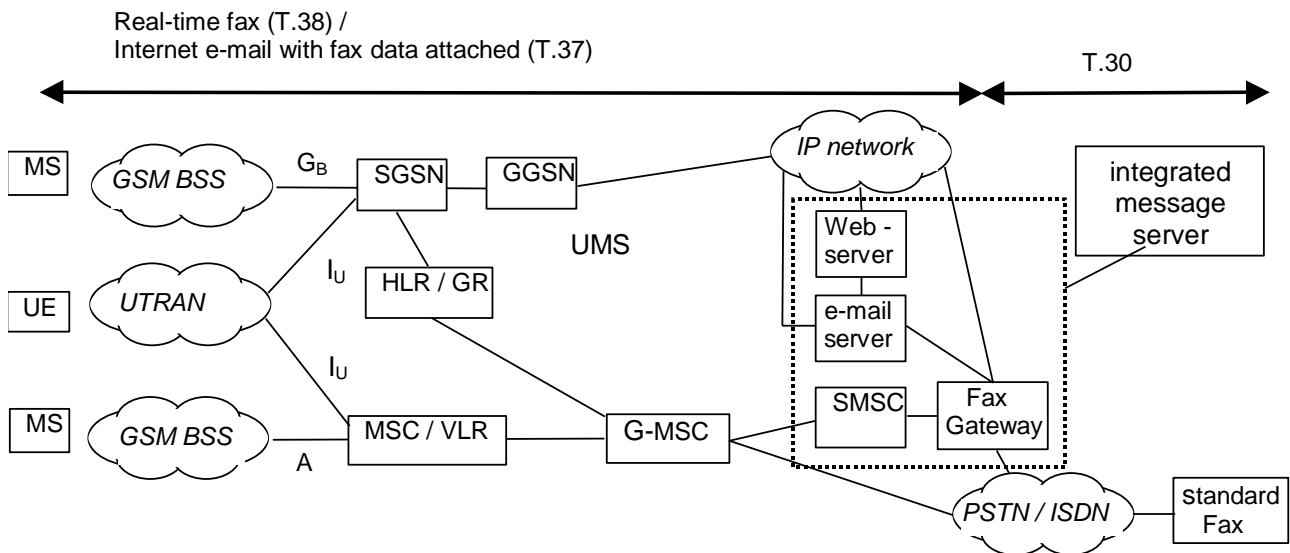 Real-time fax (T.38) /
Internet e-mail with fax data attached (T.37)
T.30
MS
GSM BSS
GB
SGSN
GGSN
IP network
integrated
message
server
UMS
Web -
server
IU
HLR / GR
UE
UTRAN
e-mail
server
IU
MS
GSM BSS
A
MSC / VLR
G-MSC
SMSC
Fax
Gateway
PSTN / ISDN
standard
Fax